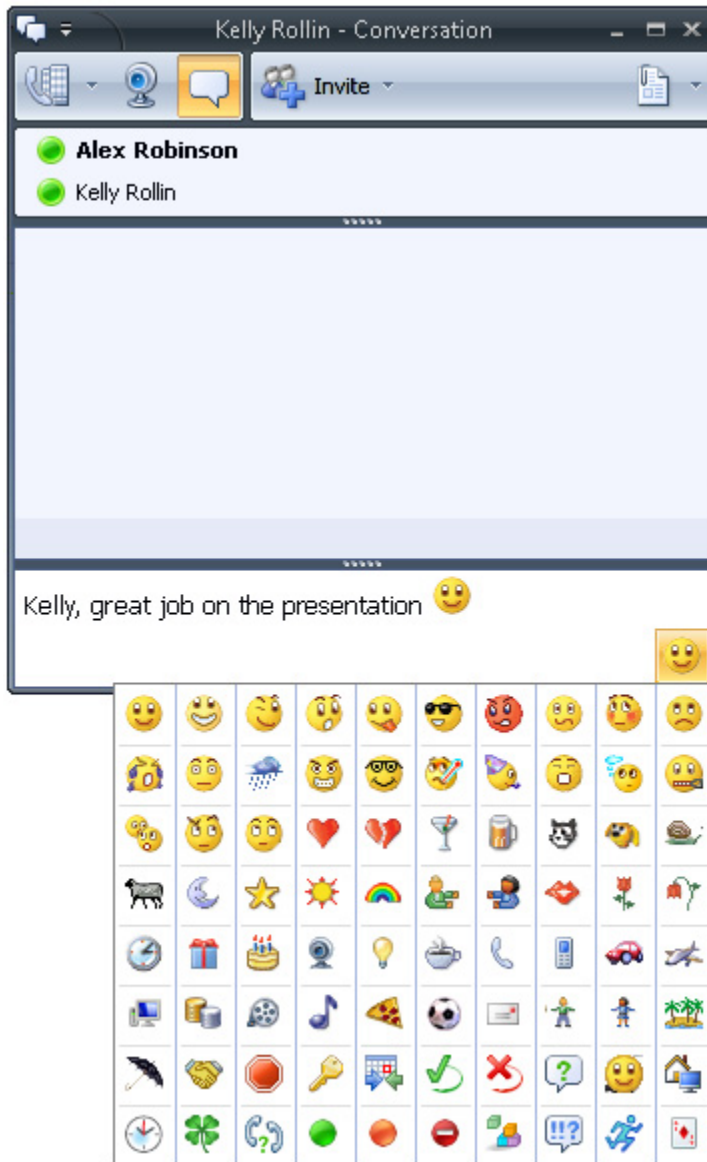 Kelly Rollin - Conversation
Invite
Alex Robinson
Kelly Rollin
Kelly, great job on the presentation